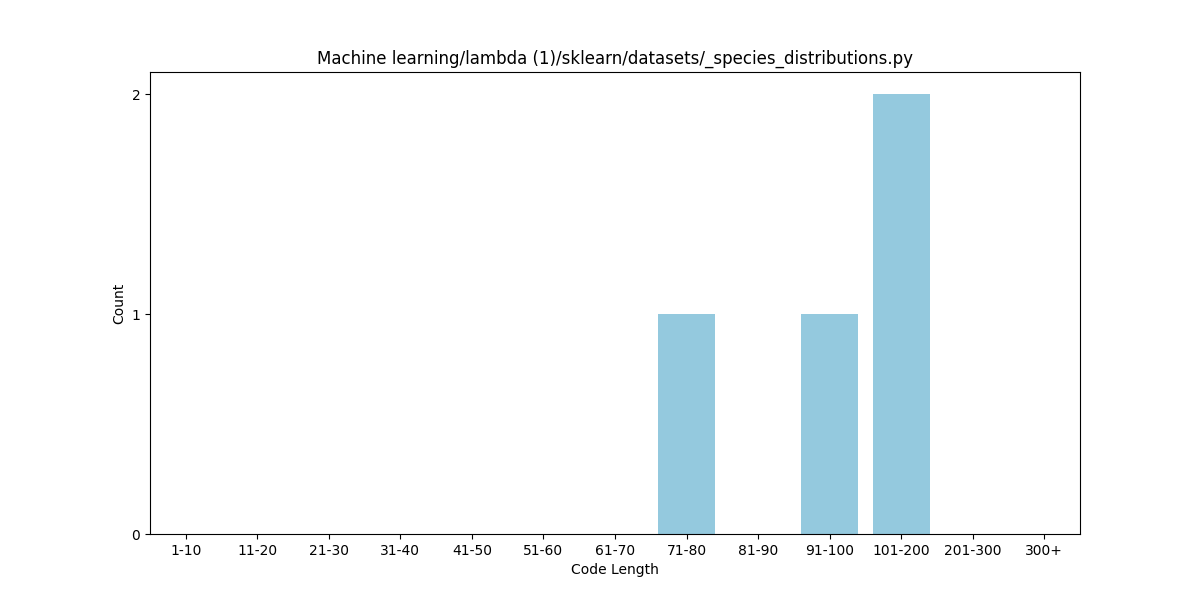 Machine learning/lambda (1)/sklearn/datasets/_species_distributions.py
2
1
0
Count
1-10 11-20 21-30 31-40 41-50 51-60 61-70 71-80 81-90 91-100 101-200 201-300 300+
Code Length